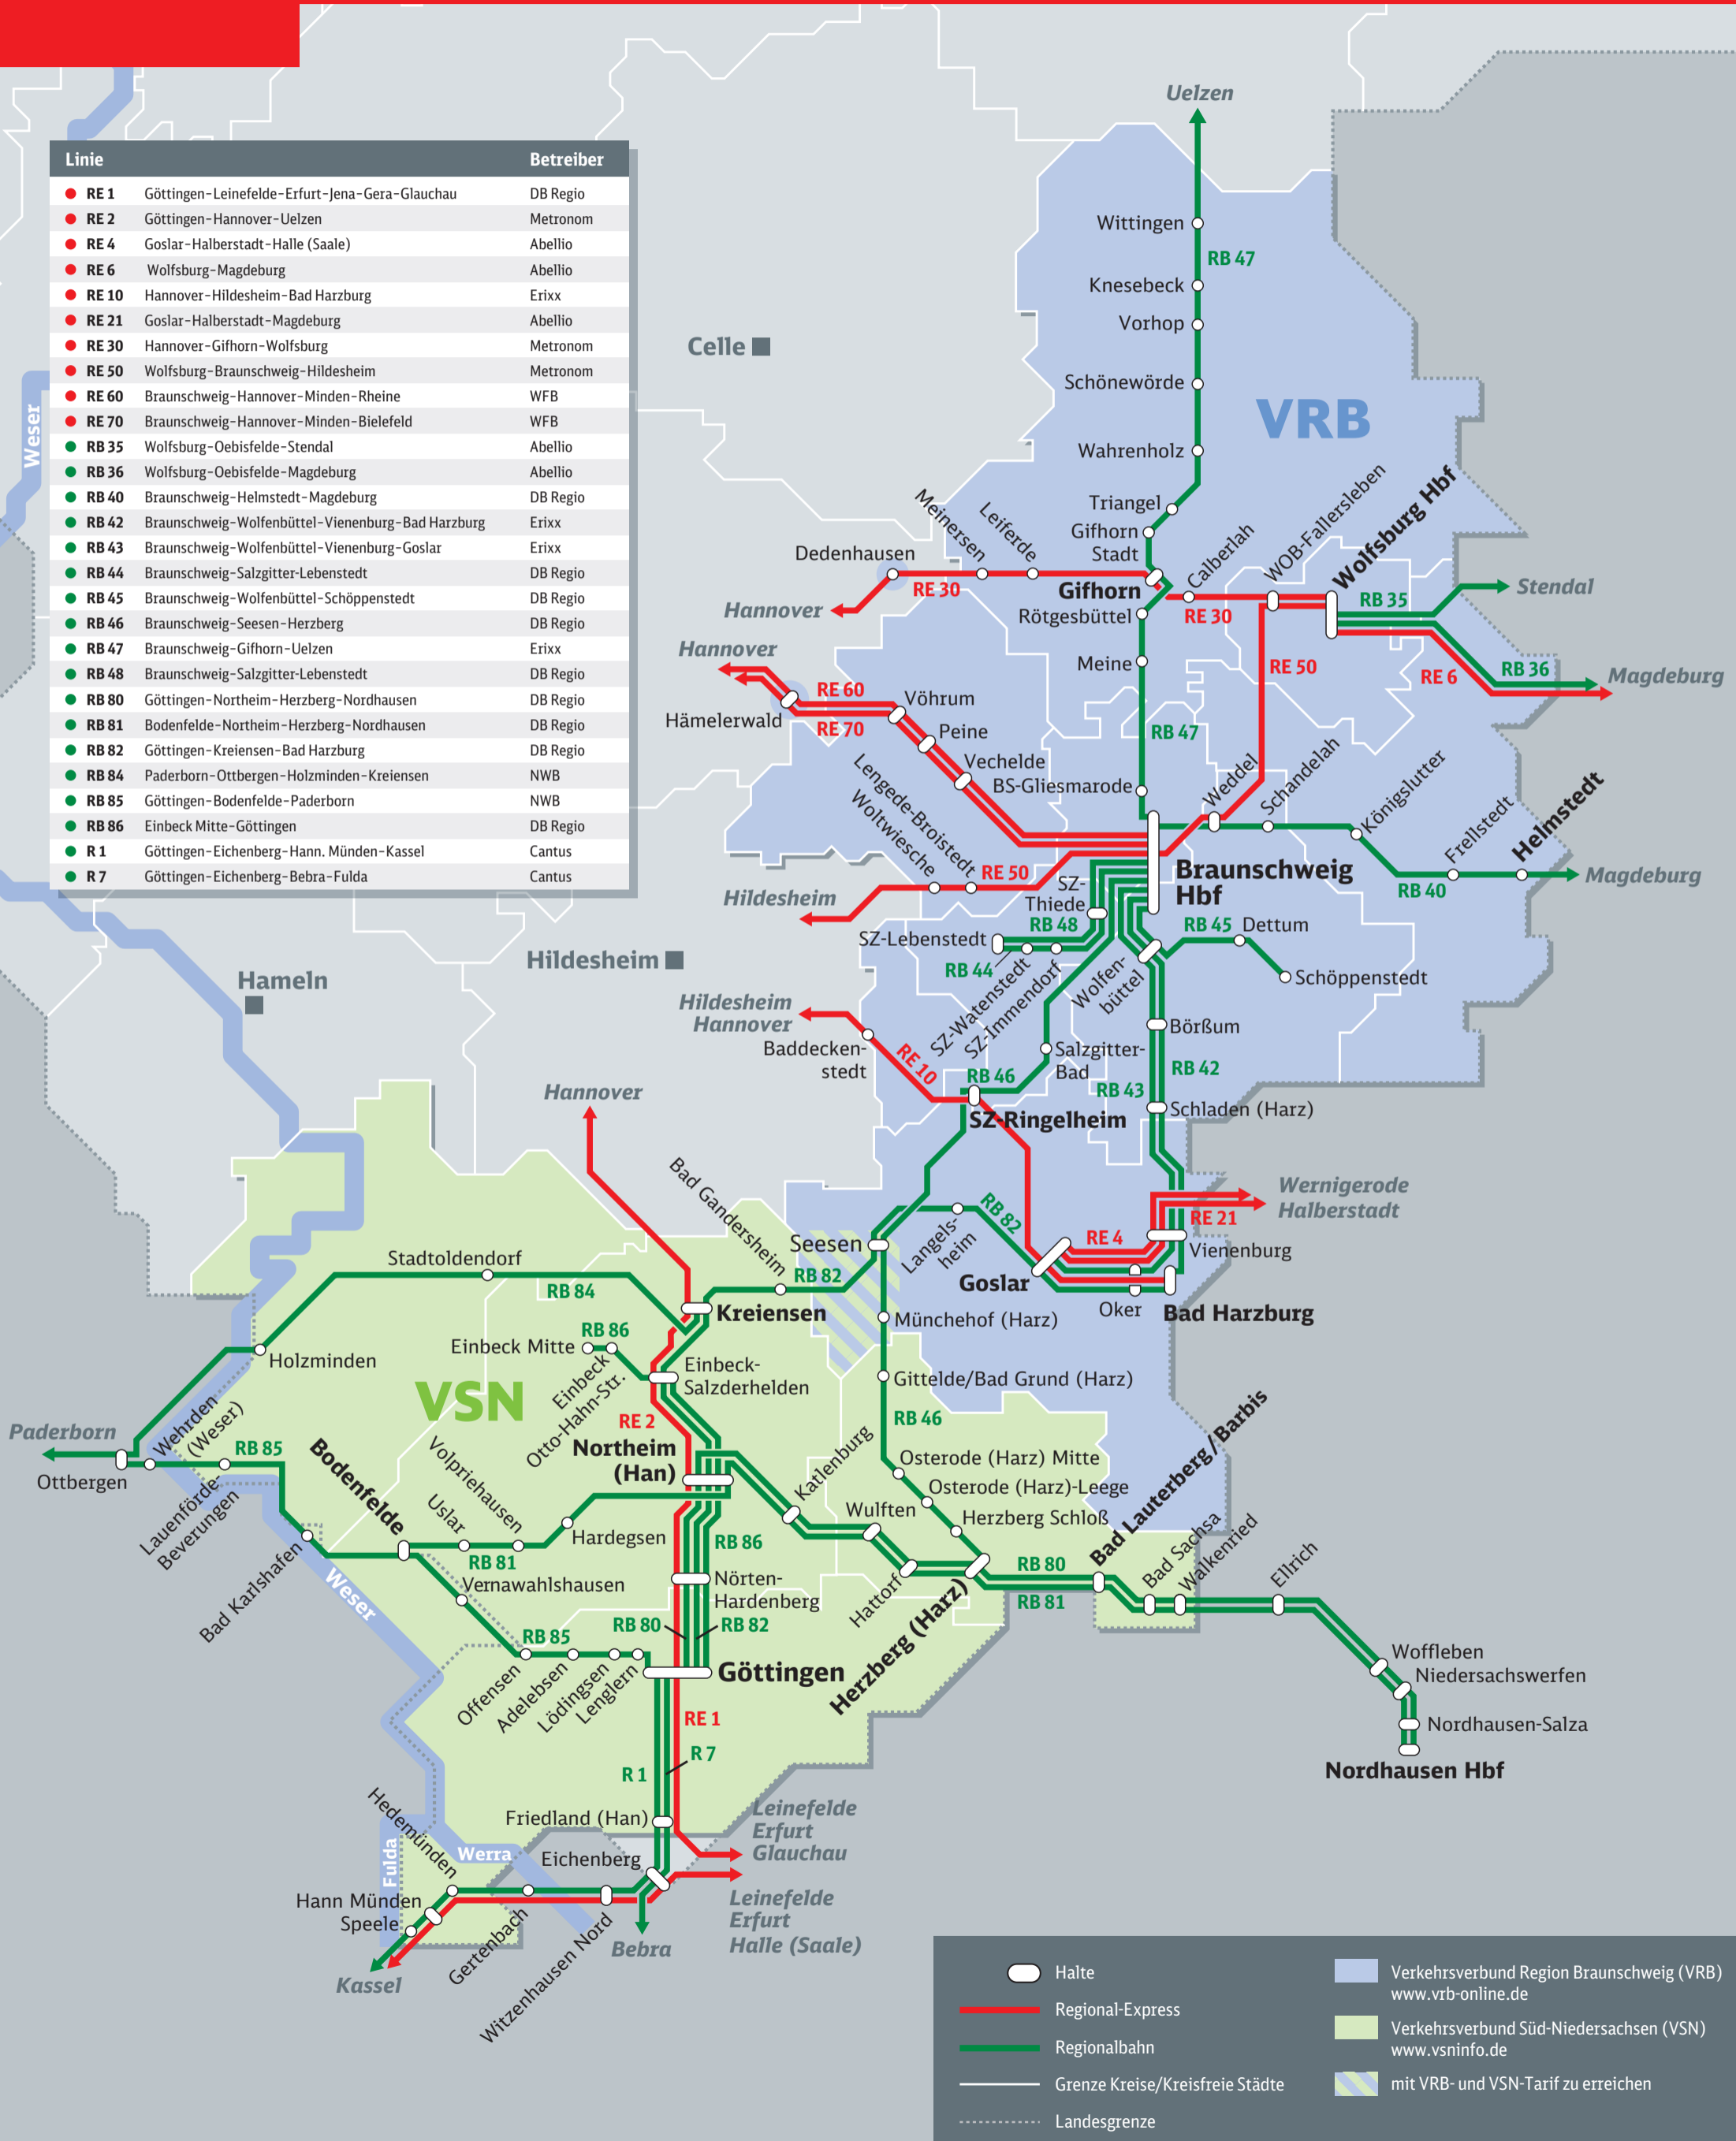 Linie Betreiber
RE 1 Göttingen–Leinefelde–Erfurt–Jena–Gera–Glauchau DB Regio
RE 2 Göttingen–Hannover–Uelzen Metronom
RE 4 Goslar–Halberstadt–Halle (Saale) Abellio
RE 6 Wolfsburg–Magdeburg Abellio
RE 10 Hannover–Hildesheim–Bad Harzburg Erixx
RE 21 Goslar–Halberstadt–Magdeburg Abellio
RE 30 Hannover–Gifhorn–Wolfsburg Metronom
RE 50 Wolfsburg–Braunschweig–Hildesheim Metronom
RE 60 Braunschweig–Hannover–Minden–Rheine WFB
RE 70 Braunschweig–Hannover–Minden–Bielefeld WFB
RB 35 Wolfsburg–Oebisfelde–Stendal Abellio
RB 36 Wolfsburg–Oebisfelde–Magdeburg Abellio
RB 40 Braunschweig–Helmstedt–Magdeburg DB Regio
RB 42 Braunschweig–Wolfenbüttel–Vienenburg–Bad Harzburg Erixx
RB 43 Braunschweig–Wolfenbüttel–Vienenburg–Goslar Erixx
RB 44 Braunschweig–Salzgitter-Lebenstedt DB Regio
RB 45 Braunschweig–Wolfenbüttel–Schöppenstedt DB Regio
RB 46 Braunschweig–Seesen–Herzberg DB Regio
RB 47 Braunschweig–Gifhorn–Uelzen Erixx
RB 48 Braunschweig–Salzgitter-Lebenstedt DB Regio
RB 80 Göttingen–Northeim–Herzberg–Nordhausen DB Regio
RB 81 Bodenfelde–Northeim–Herzberg–Nordhausen DB Regio
RB 82 Göttingen–Kreiensen–Bad Harzburg DB Regio
RB 84 Paderborn–Ottbergen–Holzminden–Kreiensen NWB
RB 85 Göttingen–Bodenfelde–Paderborn NWB
RB 86 Einbeck Mitte–Göttingen DB Regio
R 1 Göttingen–Eichenberg–Hann. Münden–Kassel Cantus
R 7 Göttingen–Eichenberg–Bebra–Fulda Cantus
Weser
Uelzen
Wittingen
RB 47
Knesebeck
Vorhop
Celle
Schönewörde
VRB
Wahrenholz
Triangel
Gifhorn
Stadt
Meinersen
Leiferde
Dedenhausen
RE 30
Hannover
Gifhorn
Calberlah
RE 30
WOB-Fallersleben
Wolfsburg Hbf
RB 35
Stendal
Rötgesbüttel
Meine
RE 50
RE 6
RB 36
Magdeburg
Hannover
Hämelerwald
RE 60
RE 70
Vöhrum
Peine
Vechelde
RB 47
BS-Gliesmarode
Lengede-Broistedt
Woltwiesche
RE 50
Hildesheim
Weddel
Schandelah
Königslutter
Frellstedt
Helmstedt
RB 40
Magdeburg
Braunschweig
Hbf
SZ-
Thiede
RB 48
SZ-Lebenstedt
RB 44
SZ-Watenstedt
SZ-Immendorf
Wolfen-
büttel
RB 45
Dettum
Schöppenstedt
Hildesheim
Hameln
Hildesheim
Hannover
Baddecken-
stedt
RE 10
RB 46
Salzgitter-
Bad
Börßum
RB 42
RB 43
Schladen (Harz)
SZ-Ringelheim
Hannover
Bad Gandersheim
Seesen
RB 82
Langels-
heim
RB 82
Goslar
RE 4
RE 21
Wernigerode
Halberstadt
Vienenburg
Oker
Bad Harzburg
Stadtoldendorf
RB 84
Kreiensen
Münchehof (Harz)
Holzminden
Einbeck Mitte
RB 86
Einbeck
Otto-Hahn-Str.
Einbeck-
Salzderhelden
Gittelde/Bad Grund (Harz)
VSN
RE 2
RB 46
Paderborn
Ottbergen
Wehrden
(Weser)
RB 85
Lauenförde-
Beverungen
Bad Karlshafen
Bodenfelde
Uslar
Volpriehausen
RB 81
Hardegsen
Northeim
(Han)
Katlenburg
Wulften
Hattorf
Osterode (Harz) Mitte
Osterode (Harz)-Leege
Herzberg Schloß
Herzberg (Harz)
RB 80
RB 81
Bad Lauterberg/Barbis
Bad Sachsa
Walkenried
Ellrich
Woffleben
Niedersachswerfen
Nordhausen-Salza
Nordhausen Hbf
RB 86
Weser
Vernawahlshausen
Nörten-
Hardenberg
RB 80
RB 82
RB 85
Offensen
Adelebsen
Lödingsen
Lenglern
Göttingen
RE 1
R 7
R 1
Friedland (Han)
Leinefelde
Erfurt
Glauchau
Eichenberg
Leinefelde
Erfurt
Halle (Saale)
Bebra
Hedemünden
Werra
Fulda
Hann Münden
Speele
Kassel
Gertenbach
Witzenhausen Nord
Halte
Regional-Express
Regionalbahn
Grenze Kreise/Kreisfreie Städte
Landesgrenze
Verkehrsverbund Region Braunschweig (VRB)
www.vrb-online.de
Verkehrsverbund Süd-Niedersachsen (VSN)
www.vsninfo.de
mit VRB- und VSN-Tarif zu erreichen